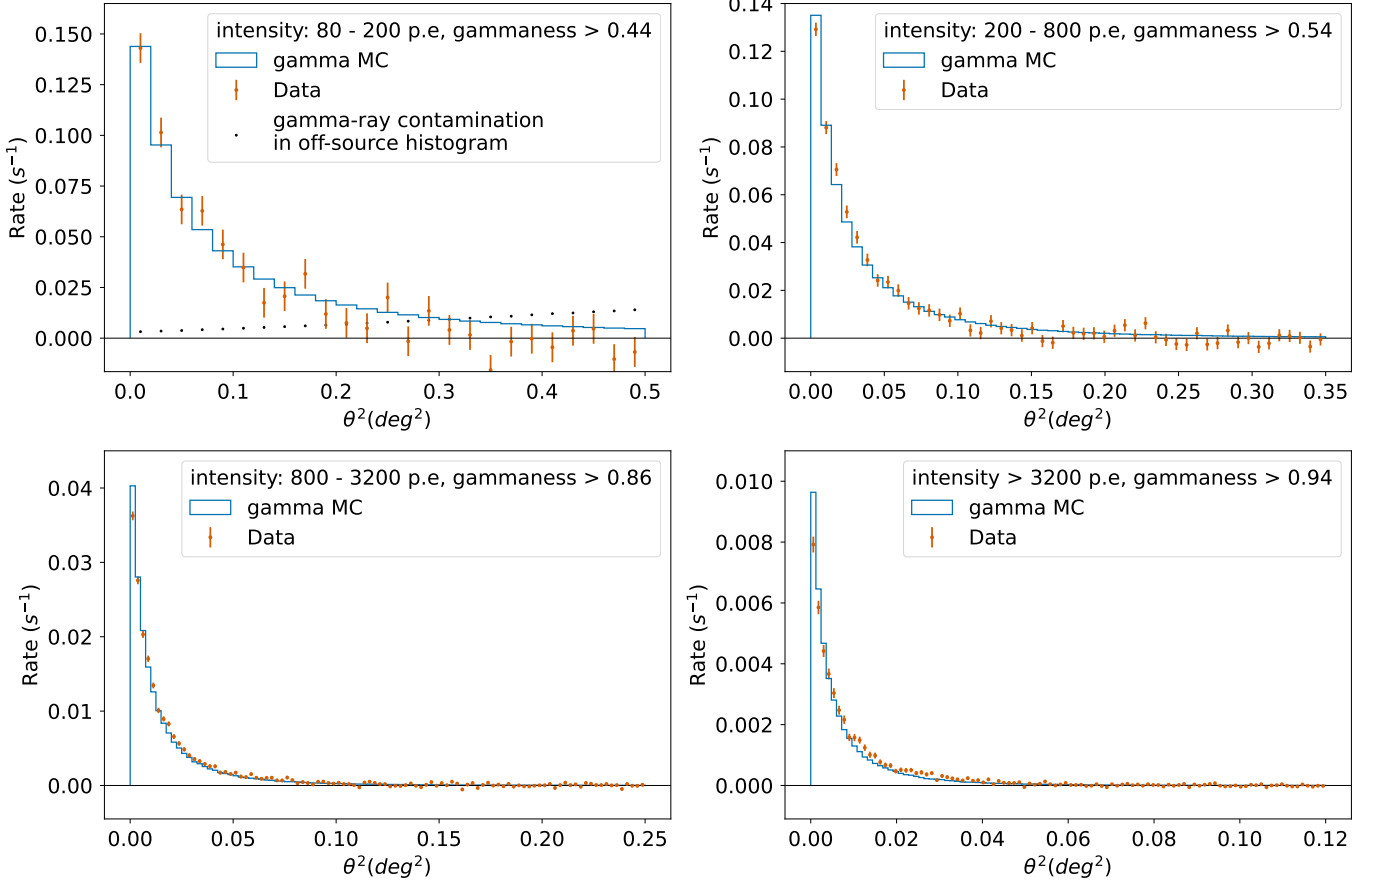 intensity: 80 - 200 p.e, gammaness > 0.44
gamma MC
Data
gamma-ray contamination
in off-source histogram
0.150
0.125
0.100
0.075
0.050
0.025
0.000
Rate (s⁻¹)
0.0 0.1 0.2 0.3 0.4 0.5
θ²(deg²)
intensity: 200 - 800 p.e, gammaness > 0.54
gamma MC
Data
0.14
0.12
0.10
0.08
0.06
0.04
0.02
0.00
Rate (s⁻¹)
0.00 0.05 0.10 0.15 0.20 0.25 0.30 0.35
θ²(deg²)
intensity: 800 - 3200 p.e, gammaness > 0.86
gamma MC
Data
0.04
0.03
0.02
0.01
0.00
Rate (s⁻¹)
0.00 0.05 0.10 0.15 0.20 0.25
θ²(deg²)
intensity > 3200 p.e, gammaness > 0.94
gamma MC
Data
0.010
0.008
0.006
0.004
0.002
0.000
Rate (s⁻¹)
0.00 0.02 0.04 0.06 0.08 0.10 0.12
θ²(deg²)